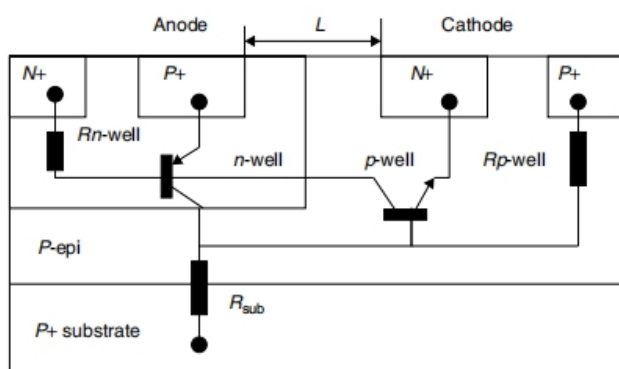 Anode L Cathode
N+ P+ N+ P+
Rn-well n-well p-well Rp-well
P-epi
Rsub
P+ substrate